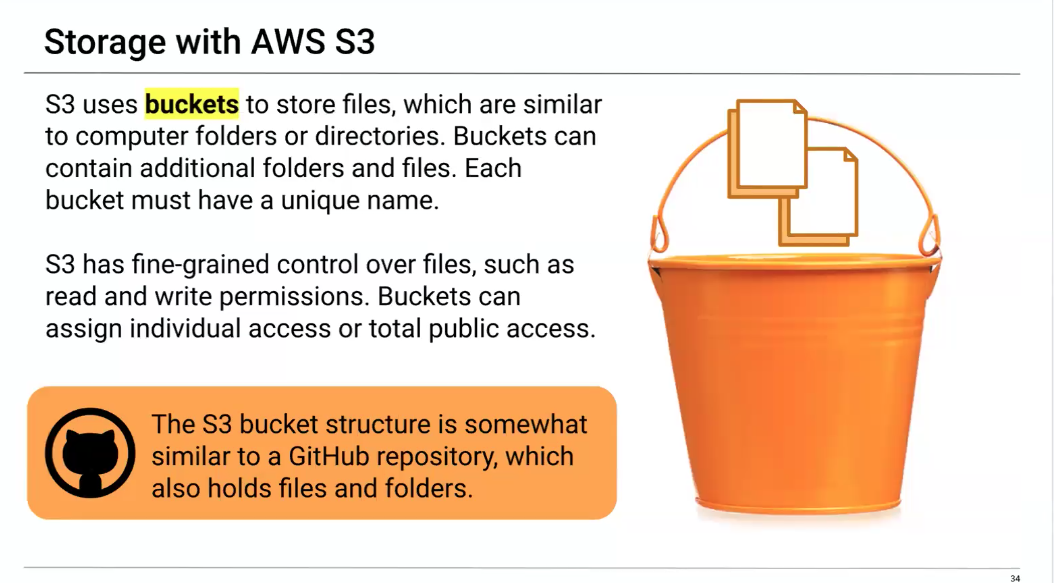 Storage with AWS S3
S3 uses buckets to store files, which are similar
to computer folders or directories. Buckets can
contain additional folders and files. Each
bucket must have a unique name.
S3 has fine-grained control over files, such as
read and write permissions. Buckets can
assign individual access or total public access.
The S3 bucket structure is somewhat
similar to a GitHub repository, which
also holds files and folders.
34